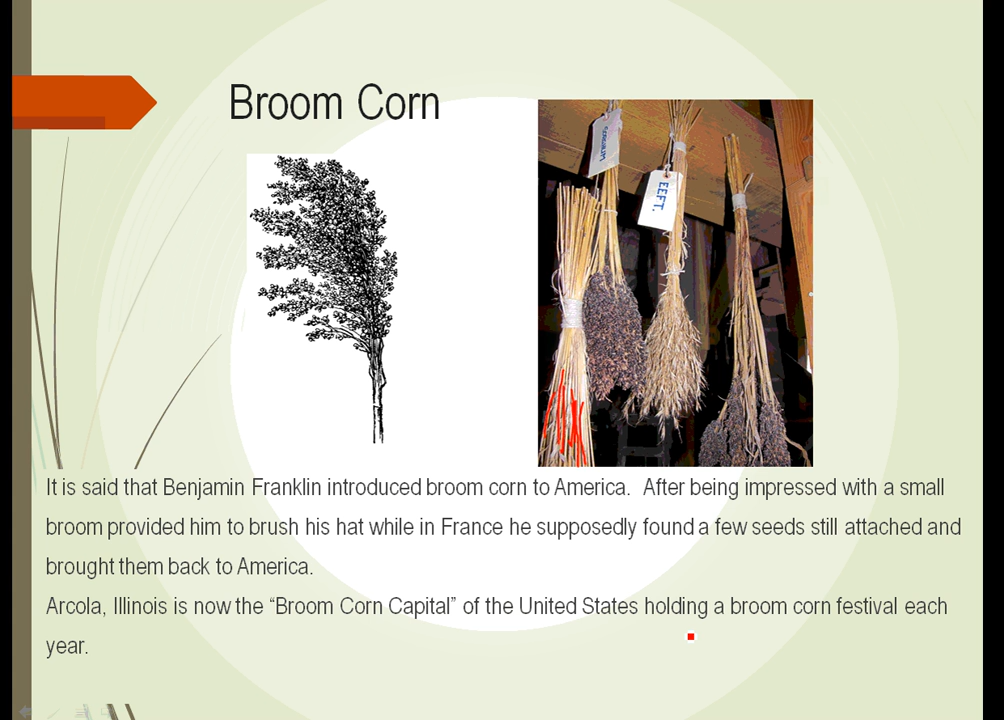 Broom Corn
SORGHUM
EEFT.
It is said that Benjamin Franklin introduced broom corn to America. After being impressed with a small
broom provided him to brush his hat while in France he supposedly found a few seeds still attached and
brought them back to America.
Arcola, Illinois is now the “Broom Corn Capital” of the United States holding a broom corn festival each
year.